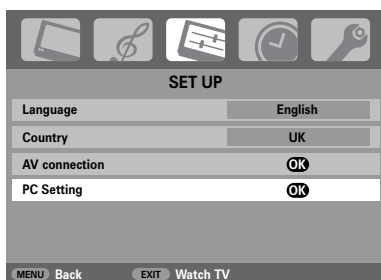 SET UP
Language English
Country UK
AV connection OK
PC Setting OK
MENU Back EXIT Watch TV